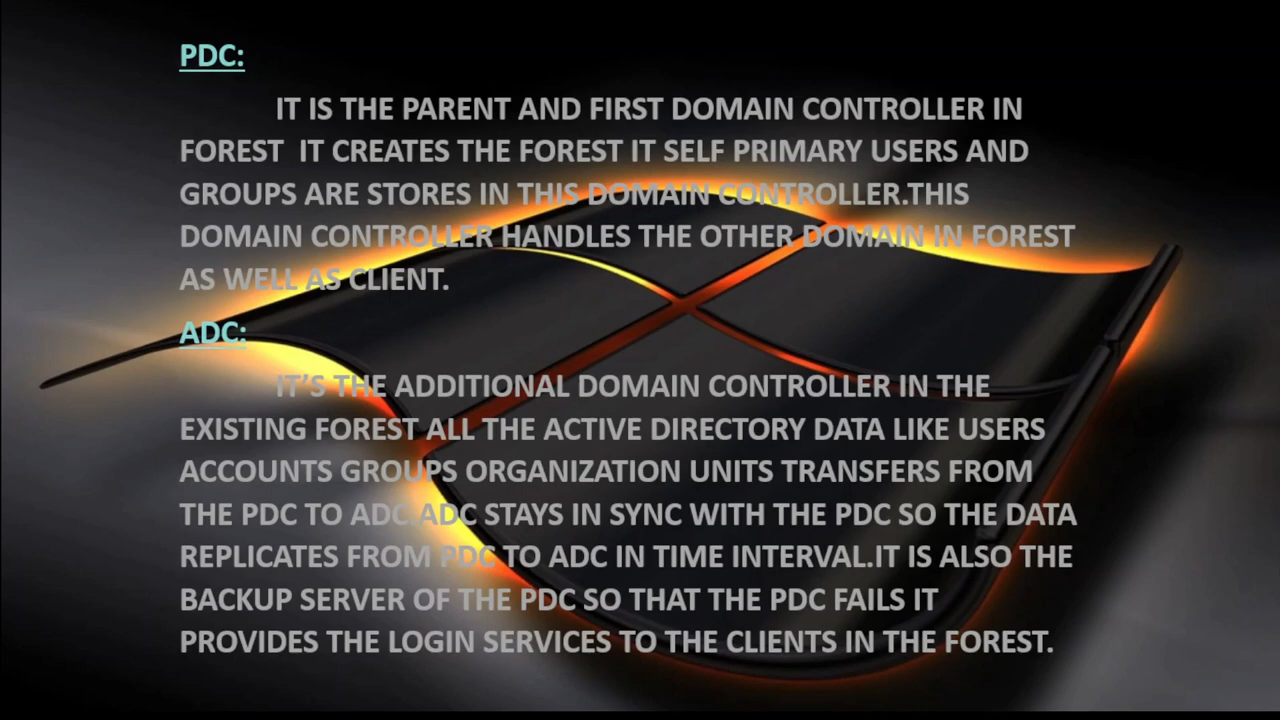 PDC:
IT IS THE PARENT AND FIRST DOMAIN CONTROLLER IN
FOREST IT CREATES THE FOREST IT SELF PRIMARY USERS AND
GROUPS ARE STORES IN THIS DOMAIN CONTROLLER.THIS
DOMAIN CONTROLLER HANDLES THE OTHER DOMAIN IN FOREST
AS WELL AS CLIENT.
ADC:
IT’S THE ADDITIONAL DOMAIN CONTROLLER IN THE
EXISTING FOREST ALL THE ACTIVE DIRECTORY DATA LIKE USERS
ACCOUNTS GROUPS ORGANIZATION UNITS TRANSFERS FROM
THE PDC TO ADC.ADC STAYS IN SYNC WITH THE PDC SO THE DATA
REPLICATES FROM PDC TO ADC IN TIME INTERVAL.IT IS ALSO THE
BACKUP SERVER OF THE PDC SO THAT THE PDC FAILS IT
PROVIDES THE LOGIN SERVICES TO THE CLIENTS IN THE FOREST.